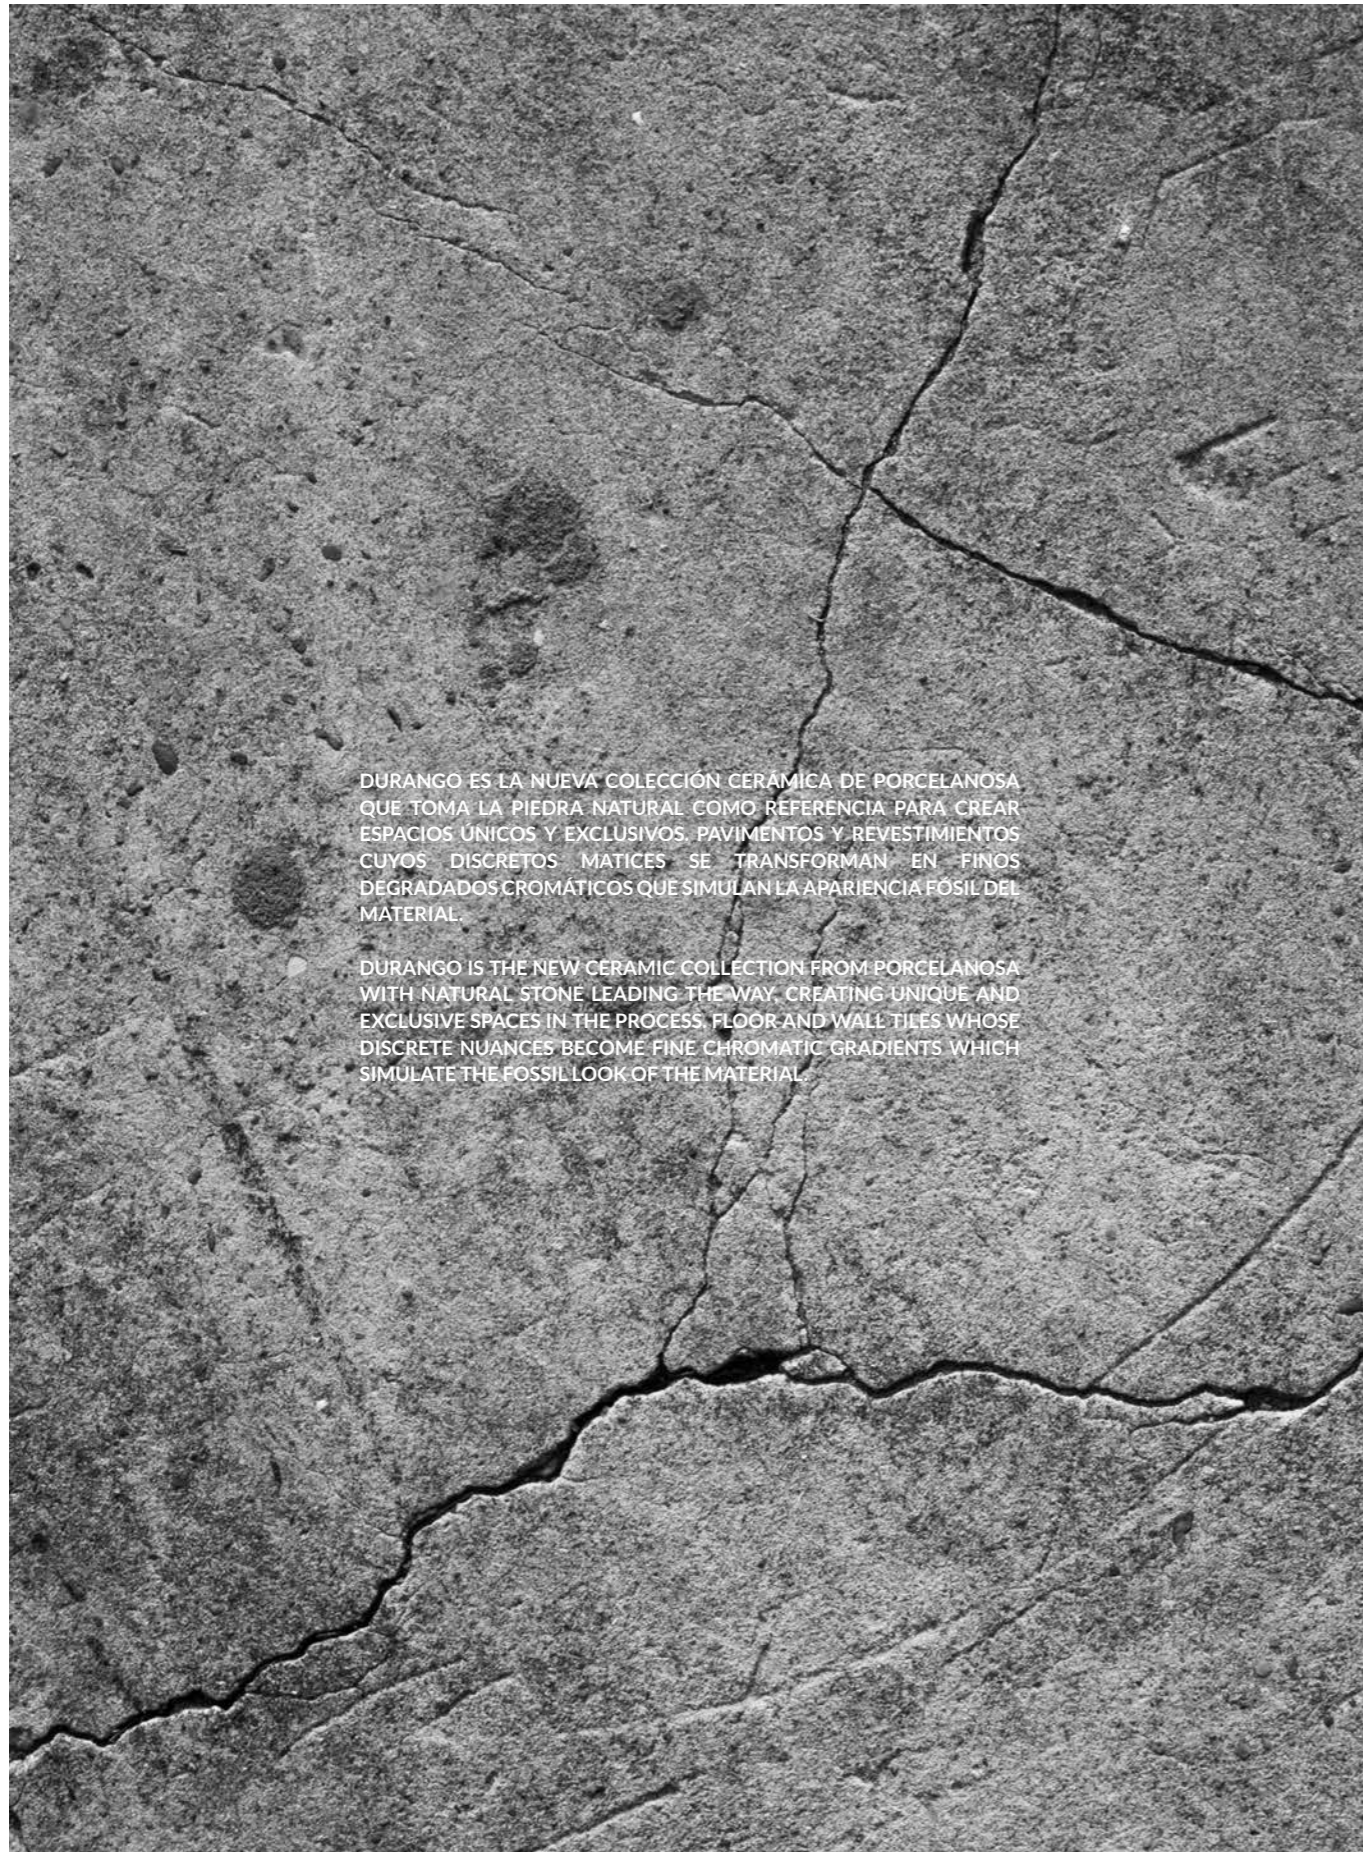 DURANGO ES LA NUEVA COLECCIÓN CERÁMICA DE PORCELANOSA
QUE TOMA LA PIEDRA NATURAL COMO REFERENCIA PARA CREAR
ESPACIOS ÚNICOS Y EXCLUSIVOS. PAVIMENTOS Y REVESTIMIENTOS
CUYOS DISCRETOS MATICES SE TRANSFORMAN EN FINOS
DEGRADADOS CROMÁTICOS QUE SIMULAN LA APARIENCIA FÓSIL DEL
MATERIAL.
DURANGO IS THE NEW CERAMIC COLLECTION FROM PORCELANOSA
WITH NATURAL STONE LEADING THE WAY, CREATING UNIQUE AND
EXCLUSIVE SPACES IN THE PROCESS. FLOOR AND WALL TILES WHOSE
DISCRETE NUANCES BECOME FINE CHROMATIC GRADIENTS WHICH
SIMULATE THE FOSSIL LOOK OF THE MATERIAL.